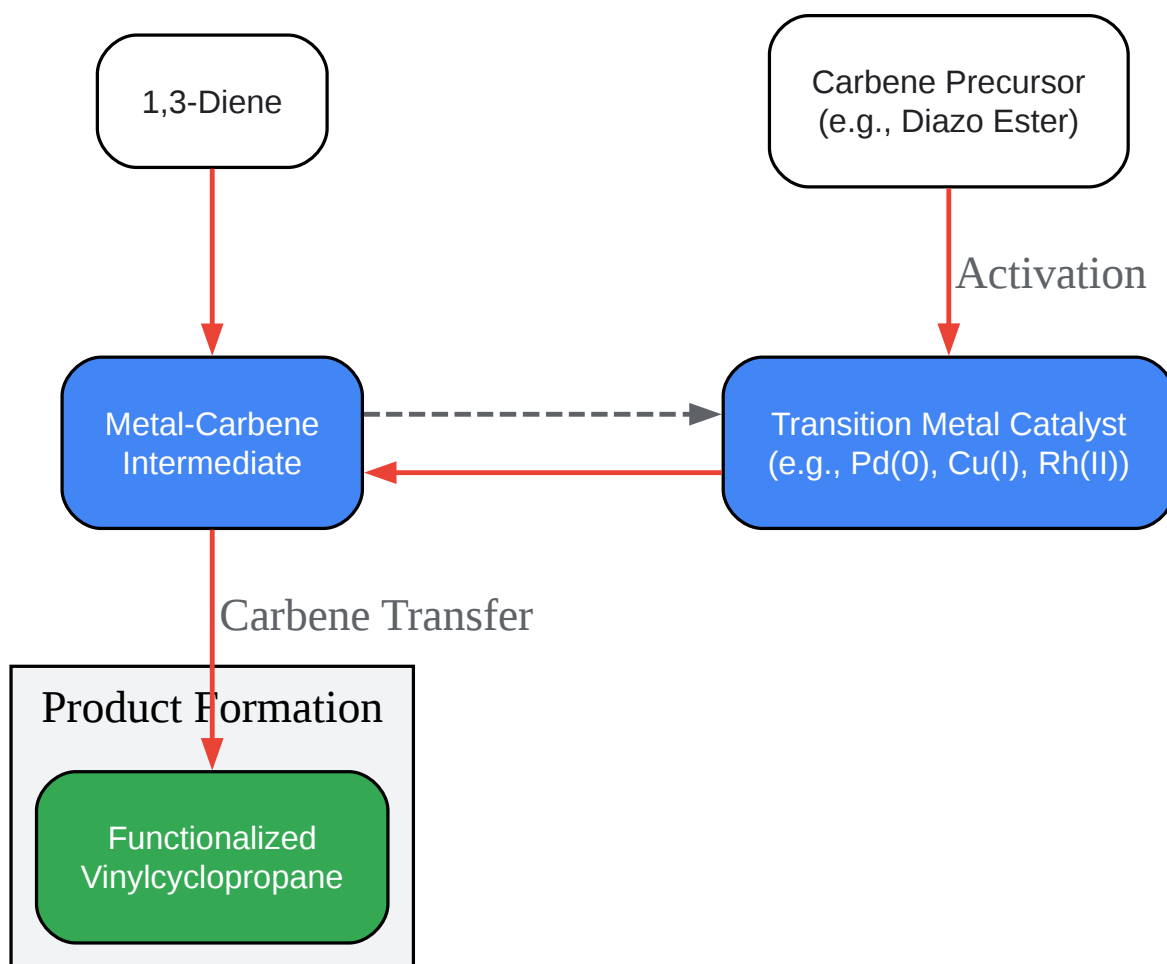 1,3-Diene
Carbene Precursor
(e.g., Diazo Ester)
Activation
Metal-Carbene
Intermediate
Transition Metal Catalyst
(e.g., Pd(0), Cu(I), Rh(II))
Carbene Transfer
Product Formation
Functionalized
Vinylcyclopropane